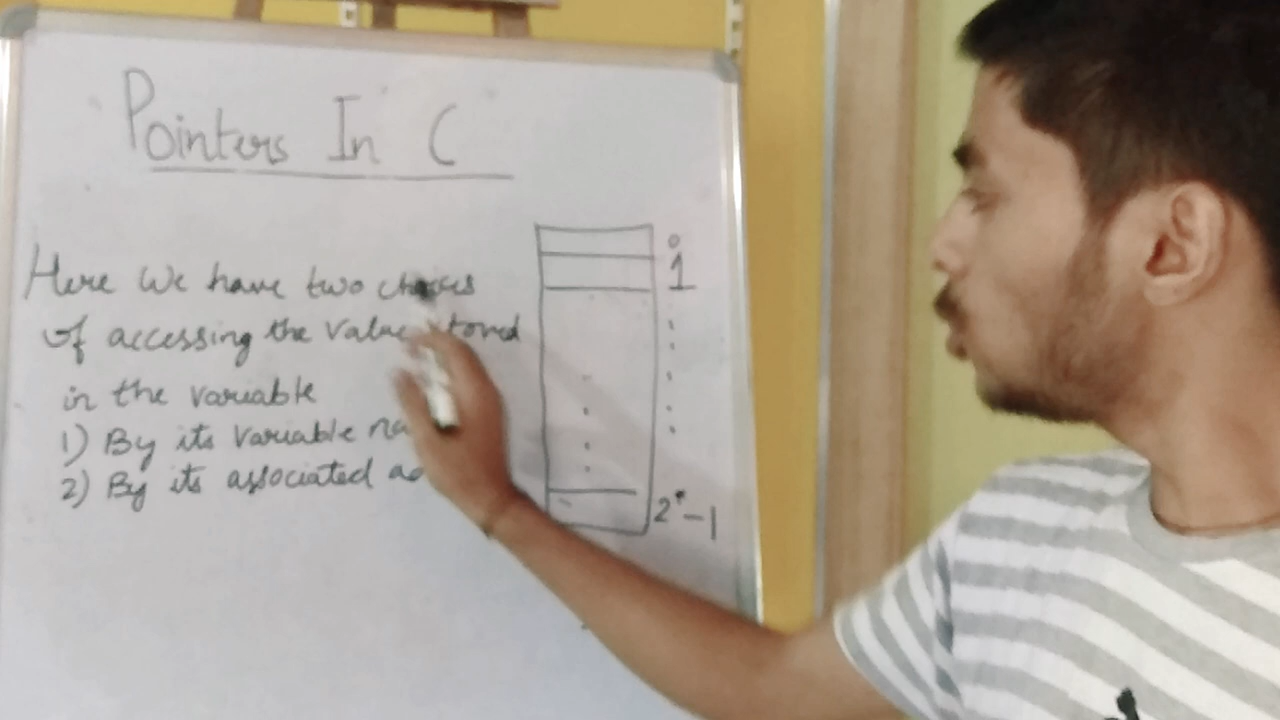 Pointers In C
Here We have two choices
of accessing the value stored
in the variable
1) By its variable na
2) By its associated ad
0
1
2ⁿ-1